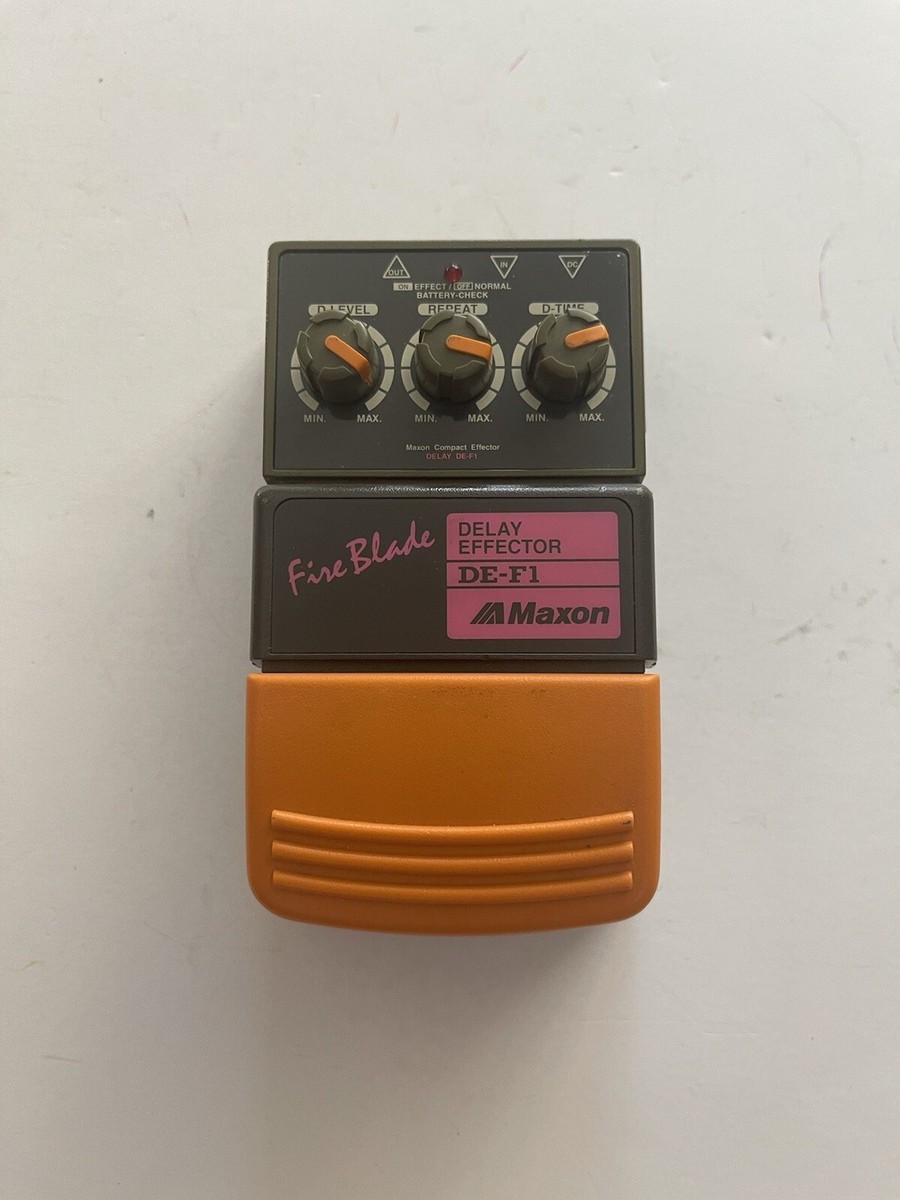 OUT IN DC
ON EFFECT / OFF NORMAL
BATTERY-CHECK
D-LEVEL REPEAT D-TIME
MIN. MAX. MIN. MAX. MIN. MAX.
Maxon Compact Effector
DELAY DE-F1
Fire Blade
DELAY
EFFECTOR
DE-F1
Maxon